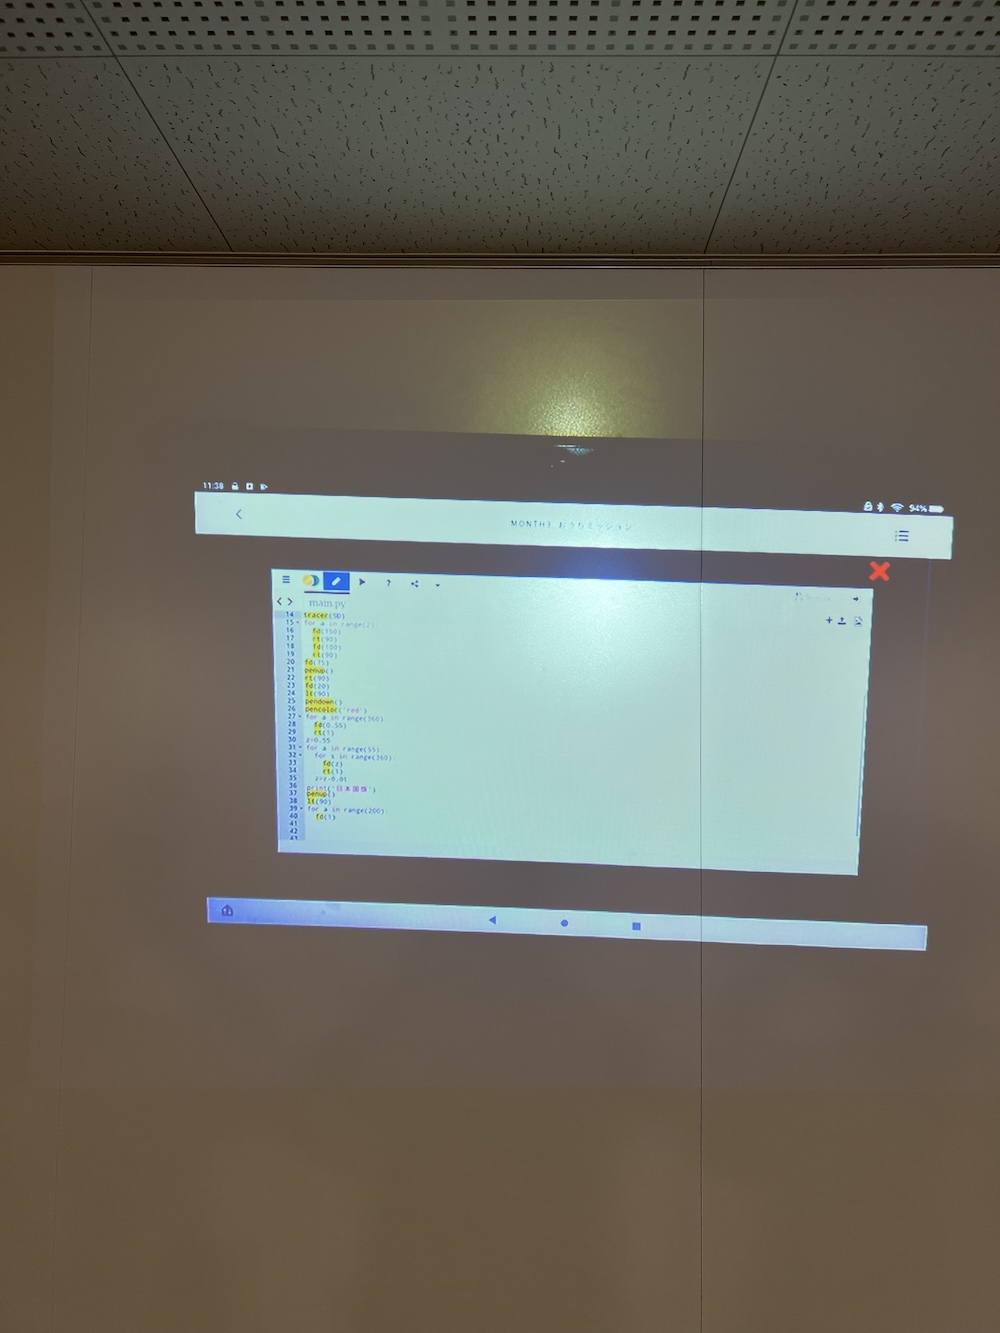 11:38
94%
MONTH3. おうちミッション
main.py
14 tracer(50)
15 for a in range(2):
16 fd(150)
17 rt(90)
18 fd(100)
19 rt(90)
20 fd(75)
21 penup()
22 rt(90)
23 fd(20)
24 lt(90)
25 pendown()
26 pencolor('red')
27 for a in range(360):
28 fd(0.55)
29 rt(1)
30 z=0.55
31 for a in range(55):
32 for s in range(360):
33 fd(z)
34 rt(1)
35 z=z-0.01
36 print('日本国旗')
37 penup()
38 lt(90)
39 for a in range(200):
40 fd(1)
41
42
43